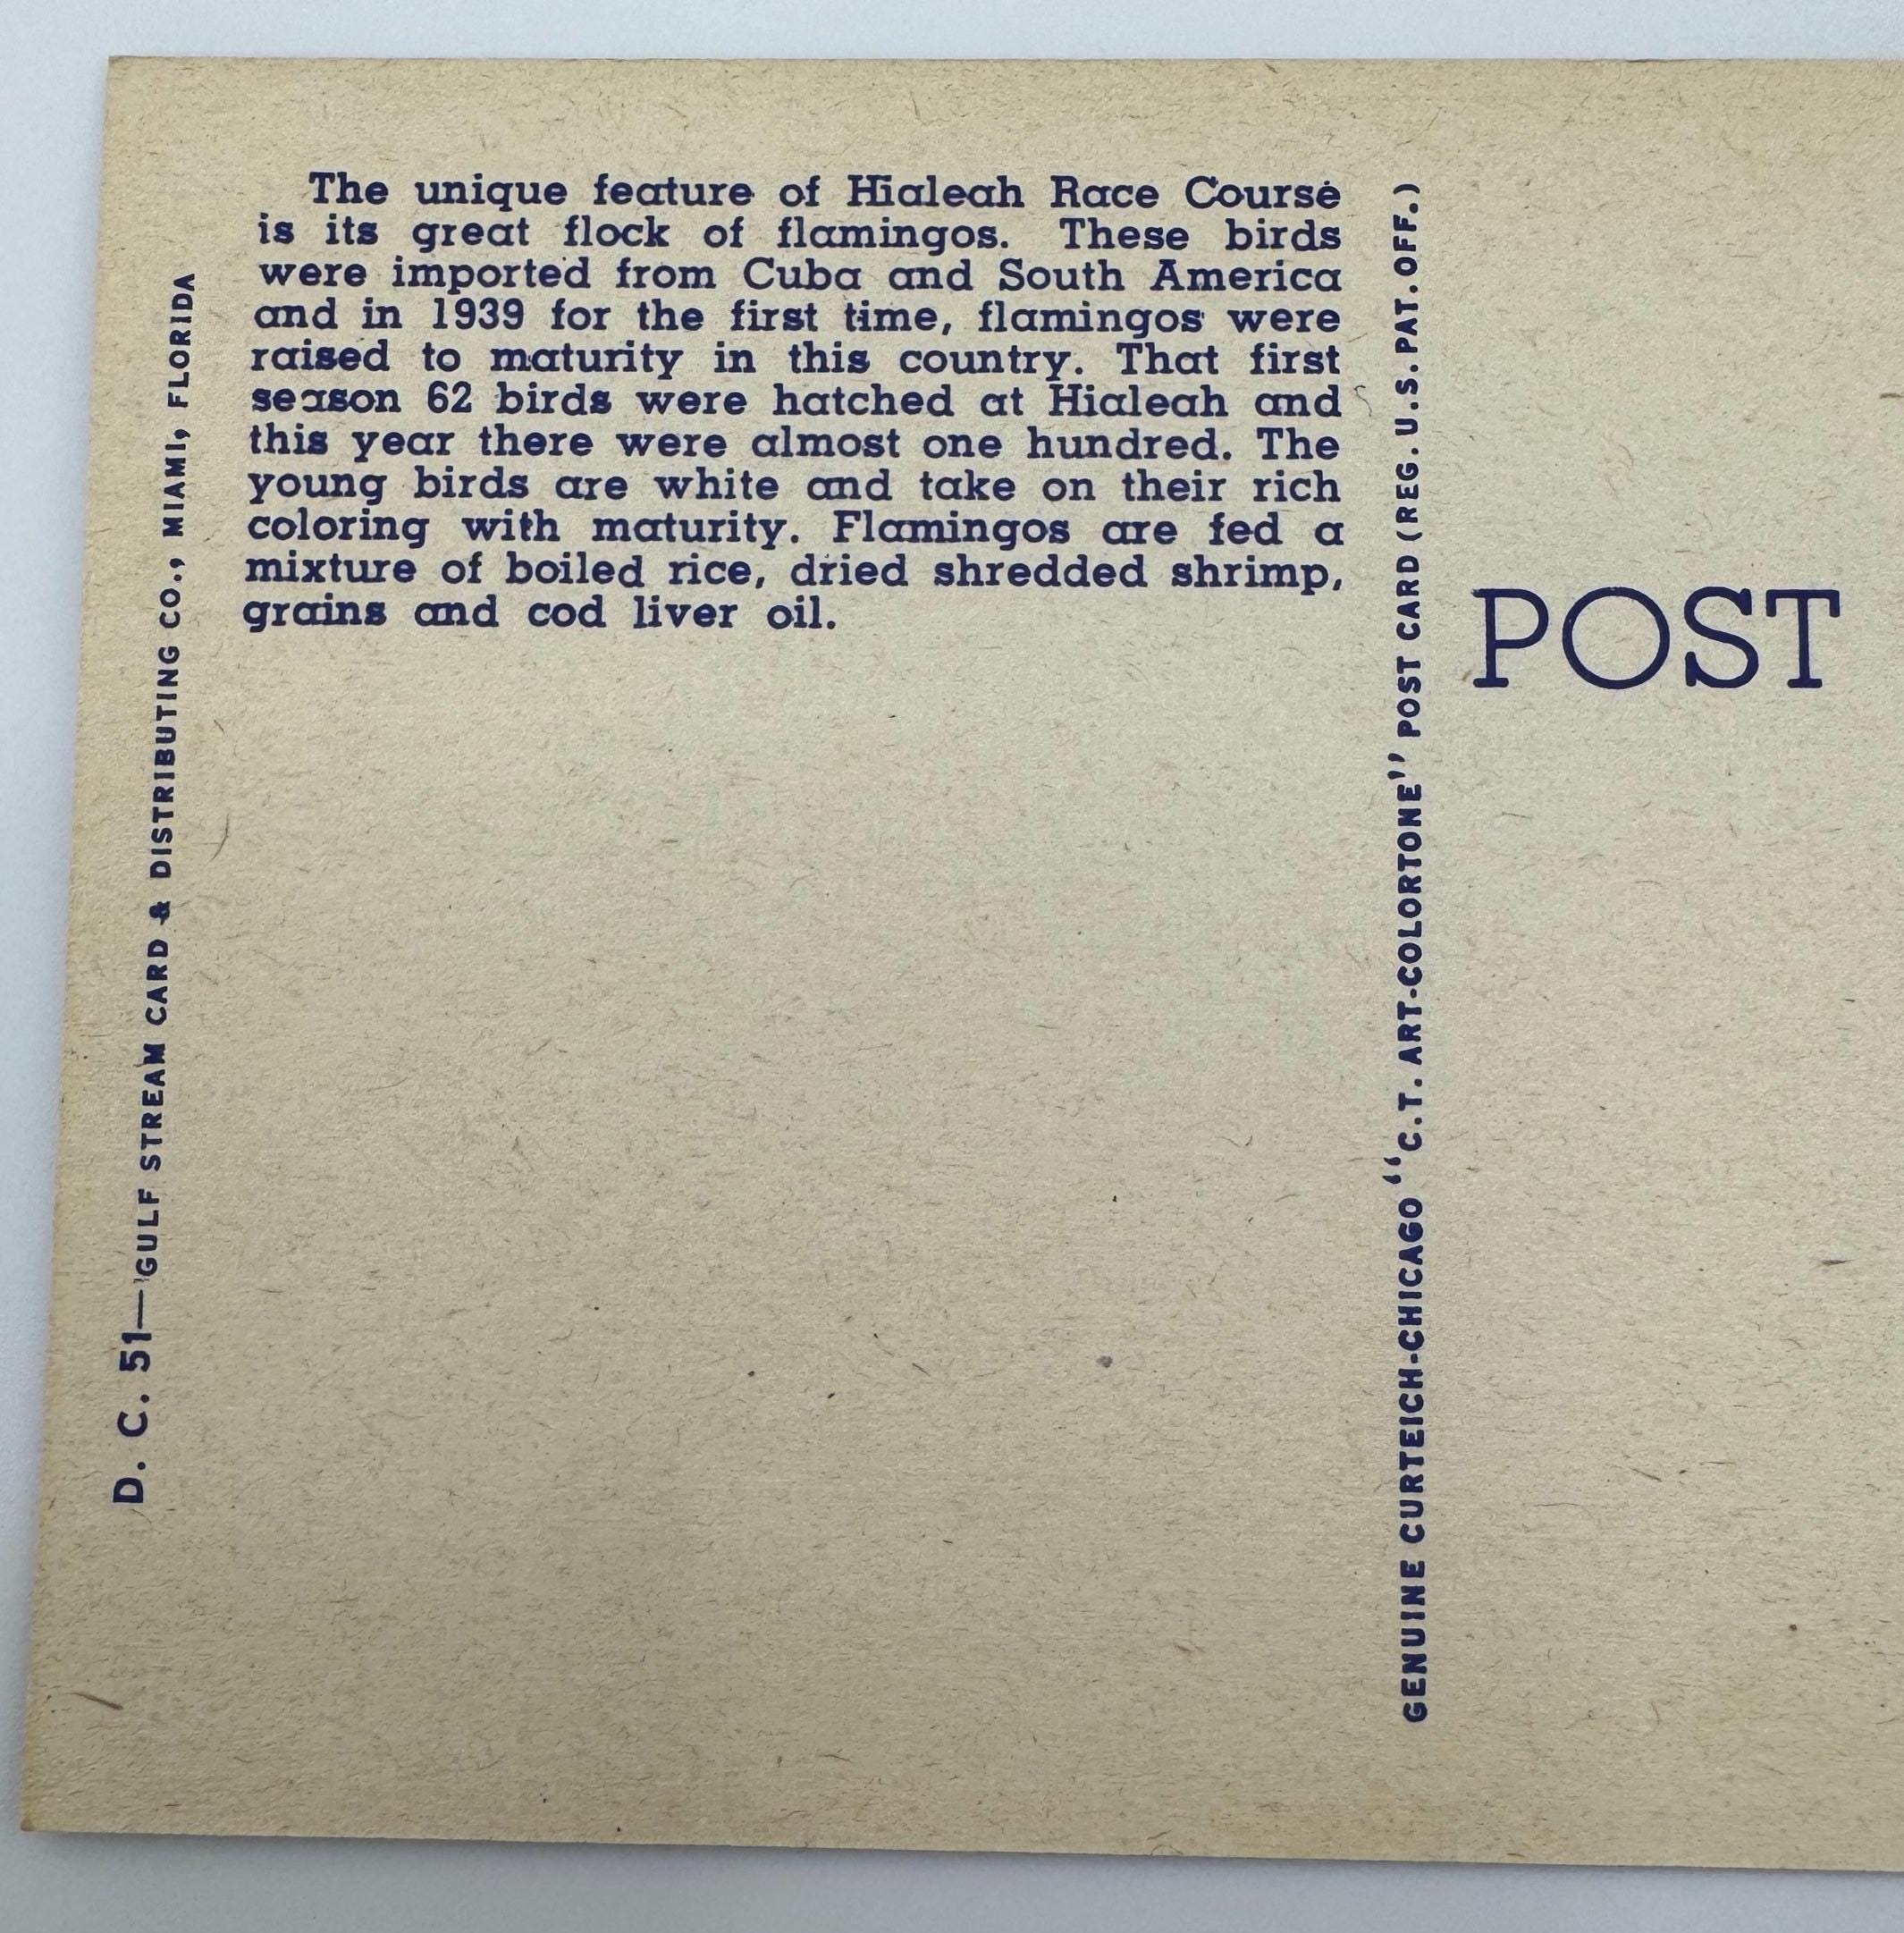 The unique feature of Hialeah Race Course
is its great flock of flamingos. These birds
were imported from Cuba and South America
and in 1939 for the first time, flamingos were
raised to maturity in this country. That first
season 62 birds were hatched at Hialeah and
this year there were almost one hundred. The
young birds are white and take on their rich
coloring with maturity. Flamingos are fed a
mixture of boiled rice, dried shredded shrimp,
grains and cod liver oil.
D. C. 51—GULF STREAM CARD & DISTRIBUTING CO., MIAMI, FLORIDA
GENUINE CURTEICH-CHICAGO "C.T. ART-COLORTONE" POST CARD (REG. U.S. PAT. OFF.)
POST